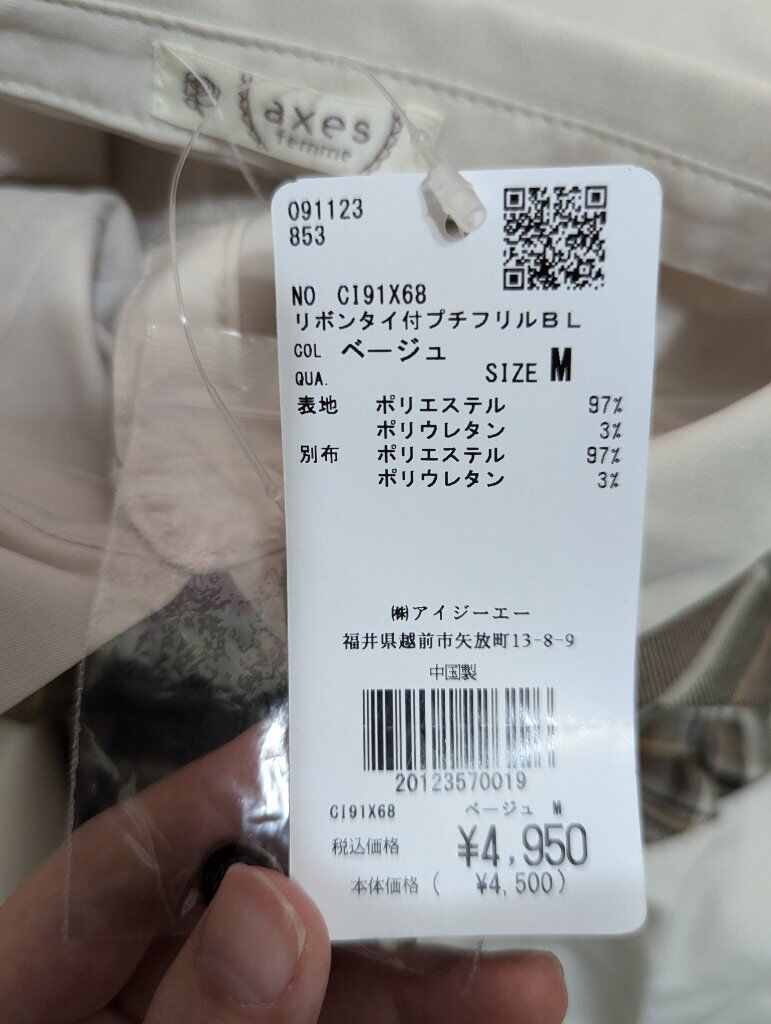 axes
femme
091123
853
NO CI91X68
リボンタイ付プチフリルＢＬ
COL ベージュ
SIZE M
QUA.
表地 ポリエステル 97%
ポリウレタン 3%
別布 ポリエステル 97%
ポリウレタン 3%
㈱アイジーエー
福井県越前市矢放町13-8-9
中国製
20123570019
CI91X68 ベージュ M
税込価格 ¥4,950
本体価格( ¥4,500)